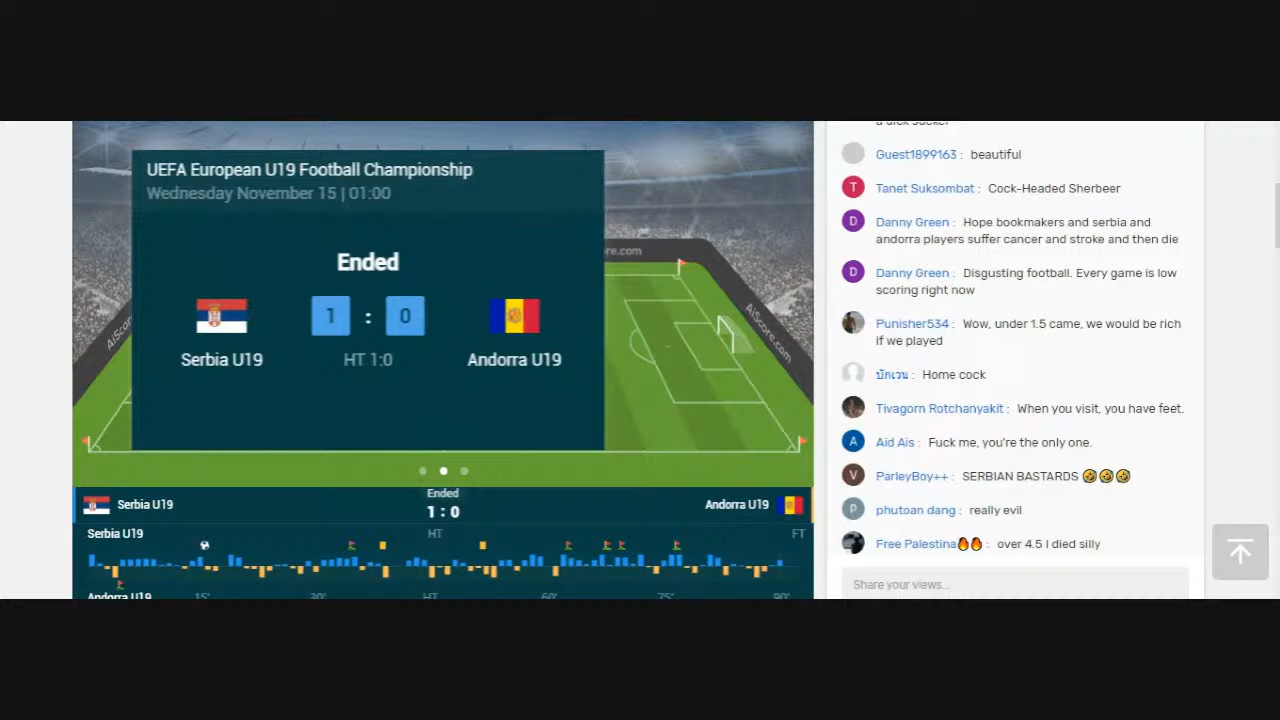 UEFA European U19 Football Championship
Wednesday November 15 | 01:00
Ended
1 : 0
Serbia U19
HT 1:0
Andorra U19
re.com
AiScore
AiScore.com
Serbia U19
Ended
1 : 0
Andorra U19
Serbia U19
HT
FT
Andorra U19
15'
30'
HT
60'
75'
90'
Guest1899163 : beautiful
T
Tanet Suksombat : Cock-Headed Sherbeer
D
Danny Green : Hope bookmakers and serbia and
andorra players suffer cancer and stroke and then die
D
Danny Green : Disgusting football. Every game is low
scoring right now
Punisher534 : Wow, under 1.5 came, we would be rich
if we played
บักเวน : Home cock
Tivagorn Rotchanyakit : When you visit, you have feet.
A
Aid Ais : Fuck me, you're the only one.
V
ParleyBoy++ : SERBIAN BASTARDS 🤣🤣🤣
P
phutoan dang : really evil
Free Palestina🔥🔥 : over 4.5 I died silly
Share your views...